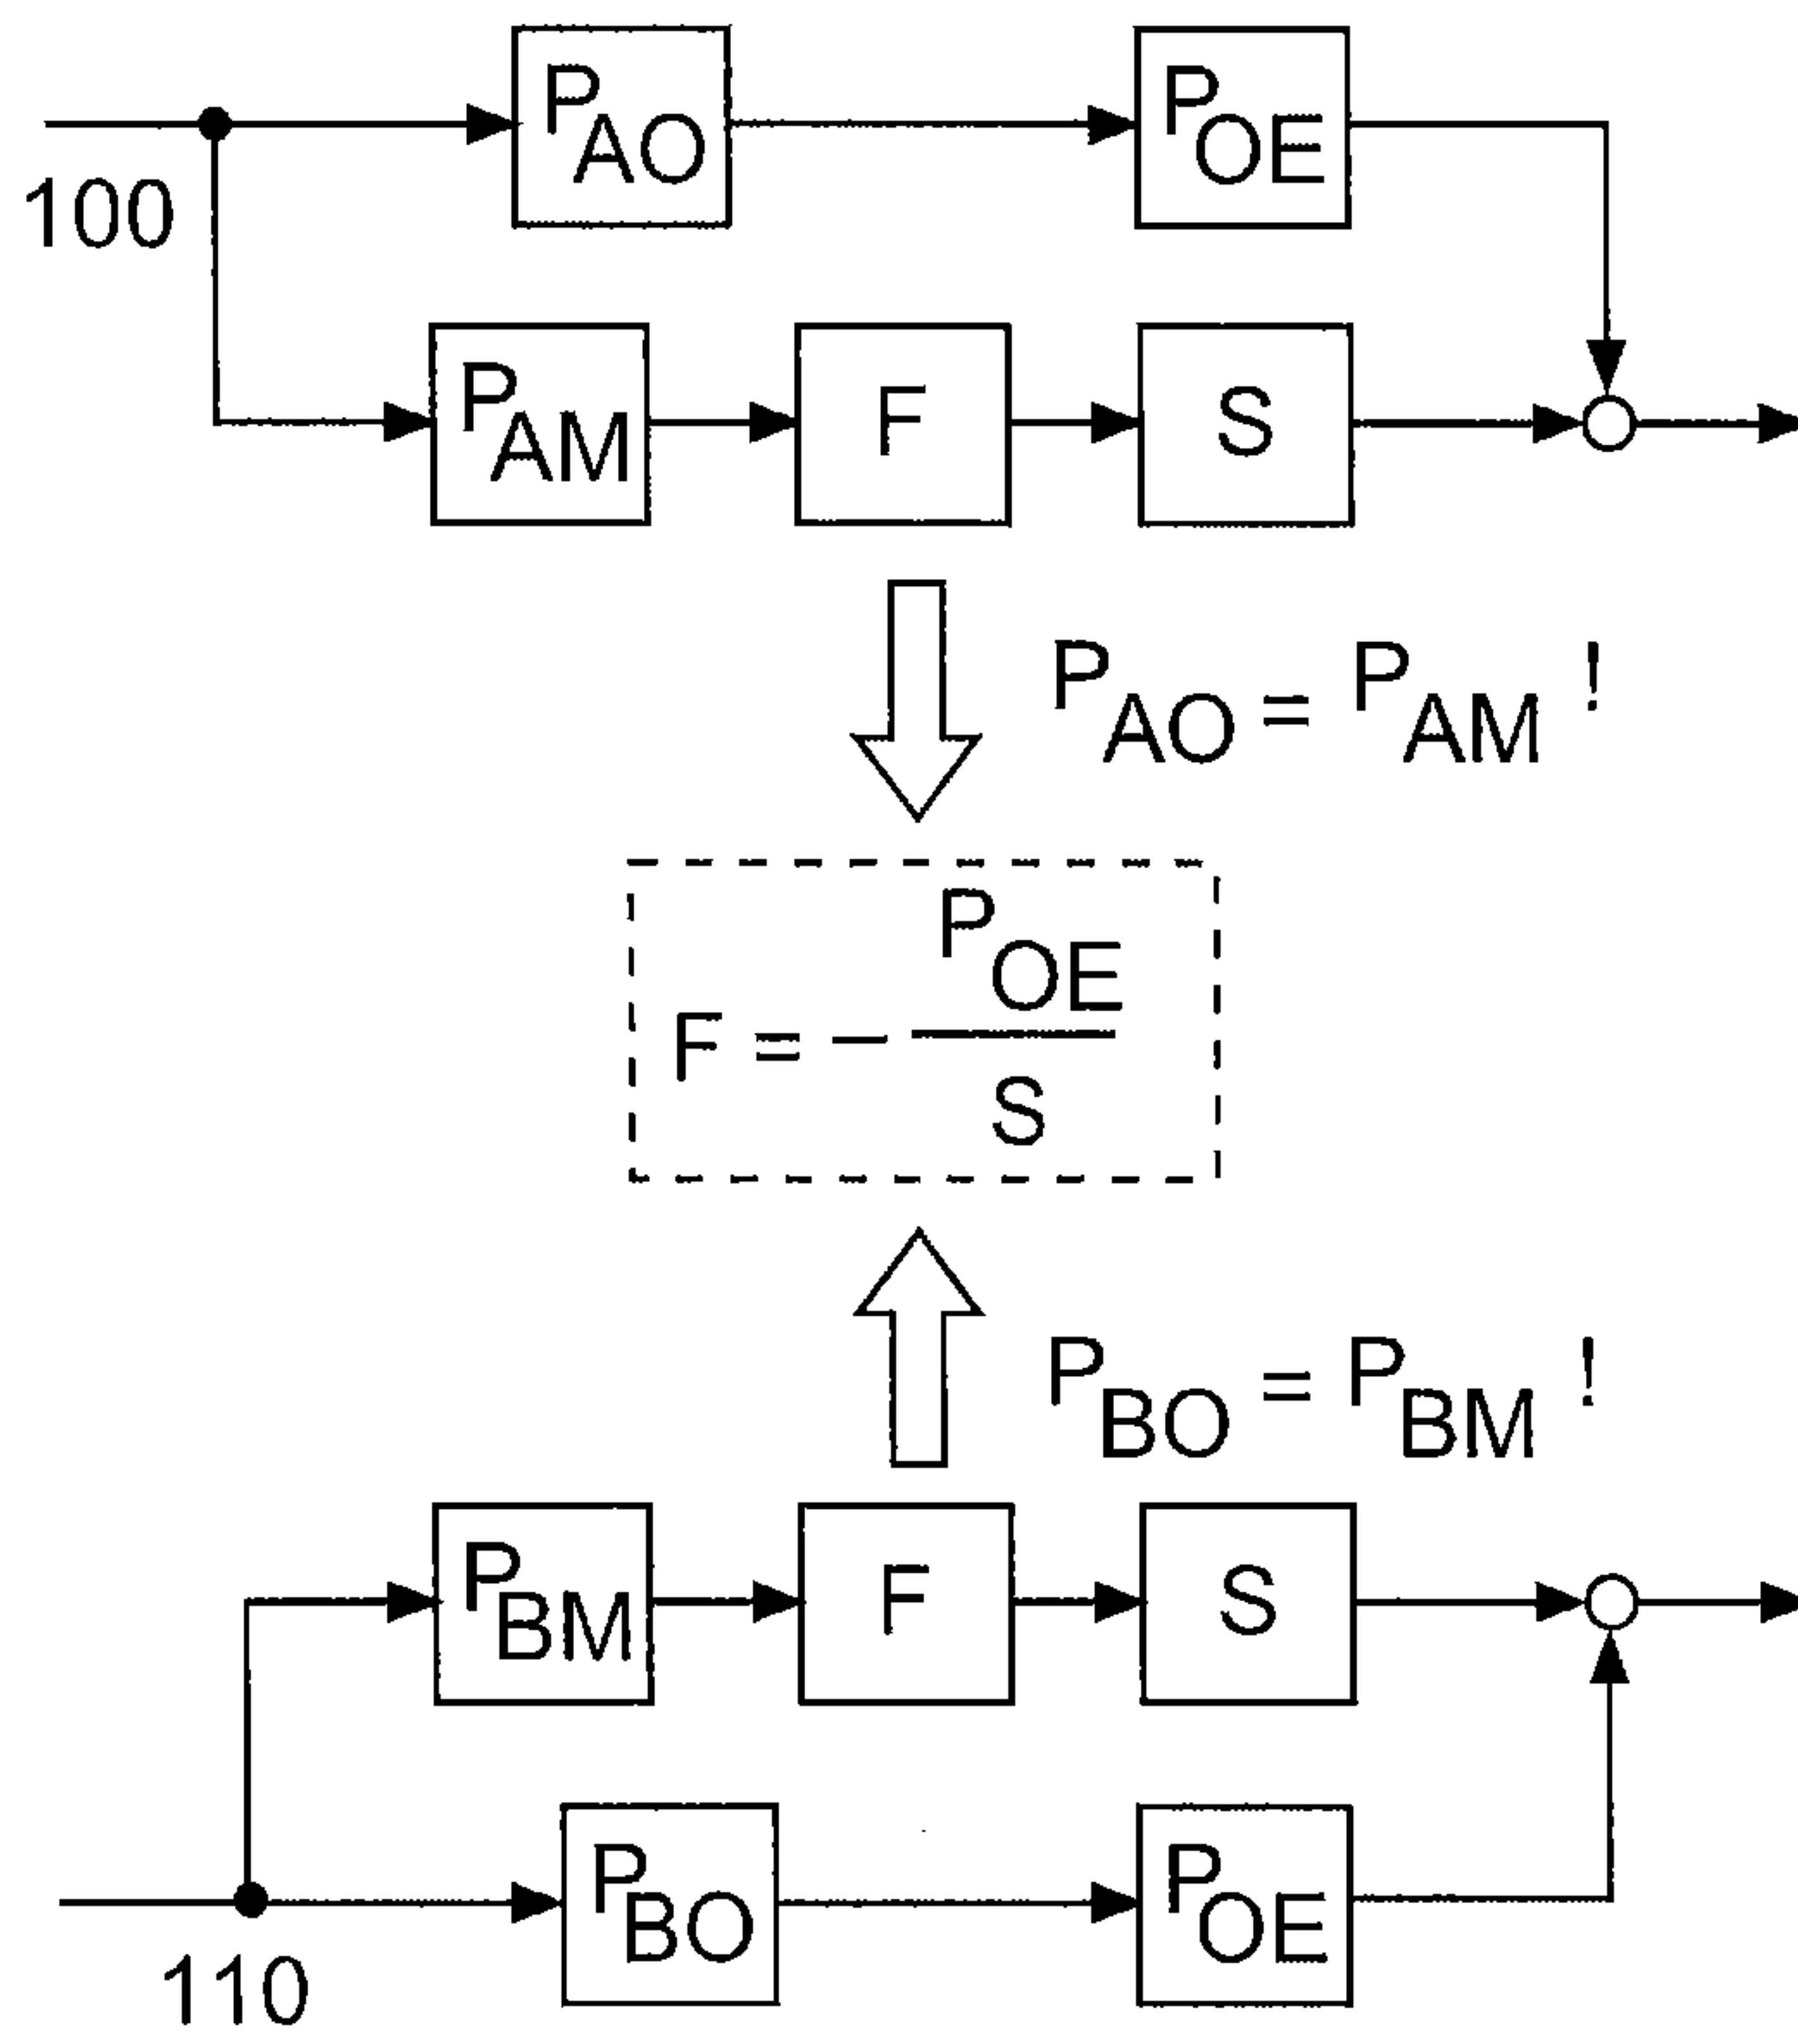 P_AO P_OE
100
P_AM F S
P_AO = P_AM !
F = − P_OE / S
P_BO = P_BM !
P_BM F S
P_BO P_OE
110